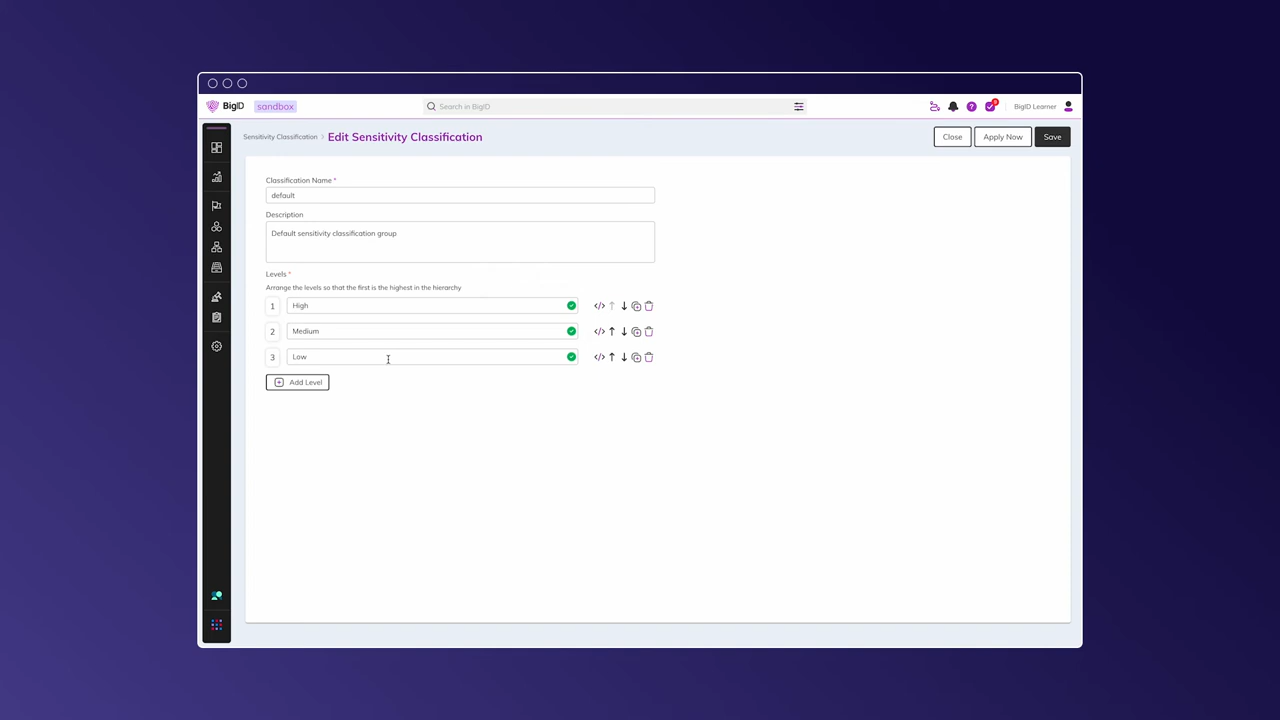 BigID sandbox Search in BigID 9 BigID Learner
Sensitivity Classification > Edit Sensitivity Classification Close Apply Now Save
Classification Name *
default
Description
Default sensitivity classification group
Levels *
Arrange the levels so that the first is the highest in the hierarchy
1 High
2 Medium
3 Low
Add Level